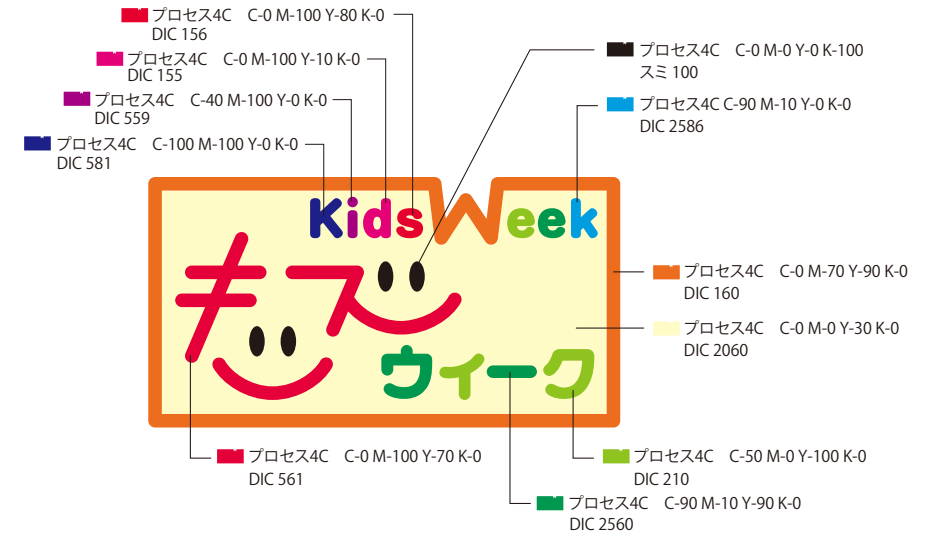 プロセス4C C-0 M-100 Y-80 K-0
DIC 156
プロセス4C C-0 M-100 Y-10 K-0
DIC 155
プロセス4C C-40 M-100 Y-0 K-0
DIC 559
プロセス4C C-100 M-100 Y-0 K-0
DIC 581
プロセス4C C-0 M-0 Y-0 K-100
スミ 100
プロセス4C C-90 M-10 Y-0 K-0
DIC 2586
Kids Week
キッズ
ウィーク
プロセス4C C-0 M-70 Y-90 K-0
DIC 160
プロセス4C C-0 M-0 Y-30 K-0
DIC 2060
プロセス4C C-0 M-100 Y-70 K-0
DIC 561
プロセス4C C-50 M-0 Y-100 K-0
DIC 210
プロセス4C C-90 M-10 Y-90 K-0
DIC 2560